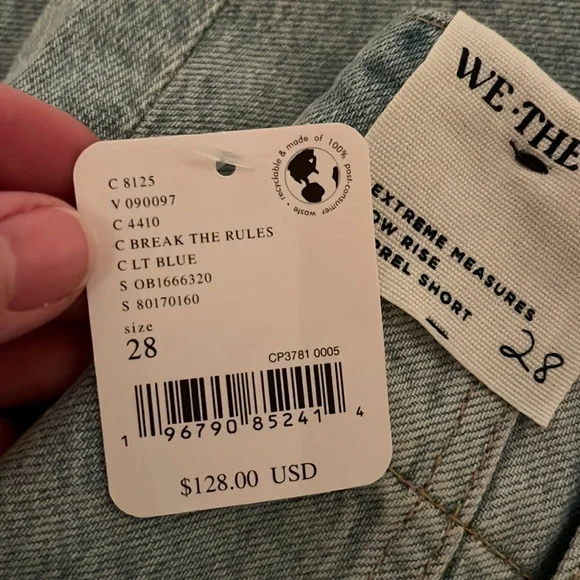 C 8125
V 090097
C 4410
C BREAK THE RULES
C LT BLUE
S OB1666320
S 80170160
size
28
CP3781 0005
1 96790 85241 4
$128.00 USD
recyclable & made of 100% post-consumer waste •
WE • THE
EXTREME MEASURES
OW RISE
RREL SHORT
28